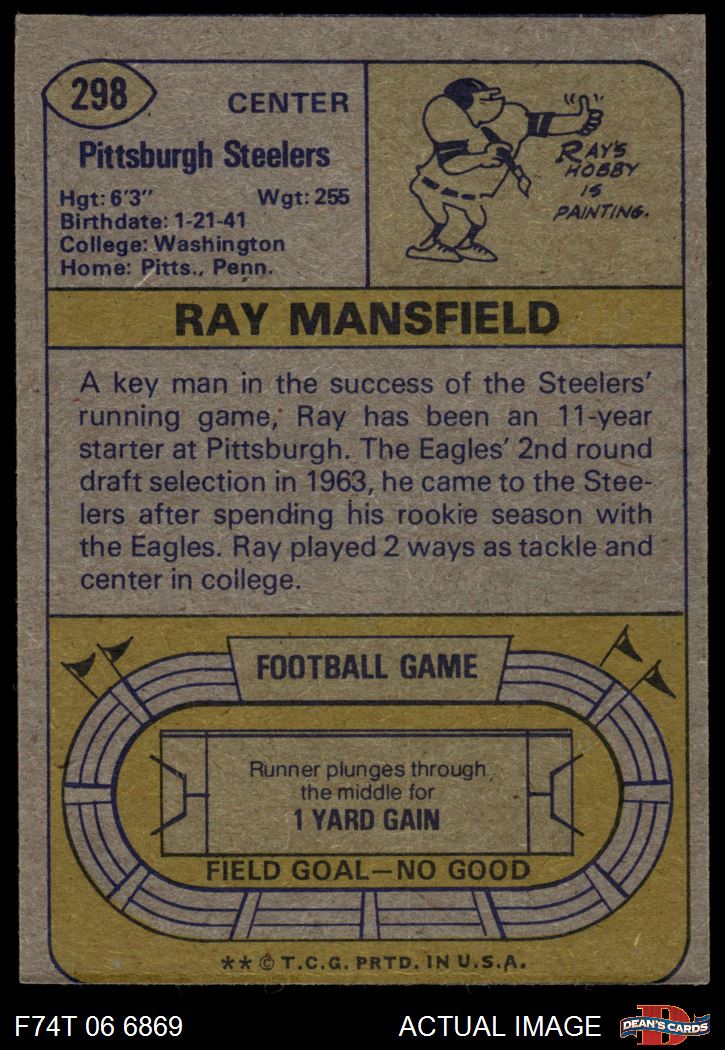 298
CENTER
Pittsburgh Steelers
Hgt: 6'3" Wgt: 255
Birthdate: 1-21-41
College: Washington
Home: Pitts., Penn.
RAY'S
HOBBY
IS
PAINTING.
RAY MANSFIELD
A key man in the success of the Steelers'
running game, Ray has been an 11-year
starter at Pittsburgh. The Eagles' 2nd round
draft selection in 1963, he came to the Stee-
lers after spending his rookie season with
the Eagles. Ray played 2 ways as tackle and
center in college.
FOOTBALL GAME
Runner plunges through
the middle for
1 YARD GAIN
FIELD GOAL—NO GOOD
** © T.C.G. PRTD. IN U.S.A.
F74T 06 6869 ACTUAL IMAGE
D
DEAN'S CARDS